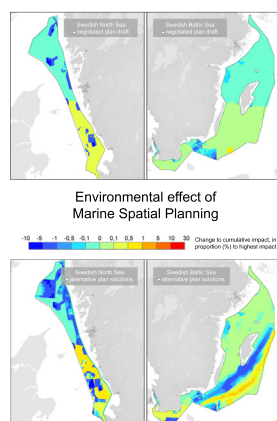 Swedish North Sea
- negotiated plan draft
Swedish Baltic Sea
- negotiated plan draft
Environmental effect of
Marine Spatial Planning
-10 -5 -1 -0,5 -0,1 0 0,1 0,5 1 5 10 30
Change to cumulative impact, in
proportion (%) to highest impact
Swedish North Sea
- alternative plan solutions
Swedish Baltic Sea
- alternative plan solutions